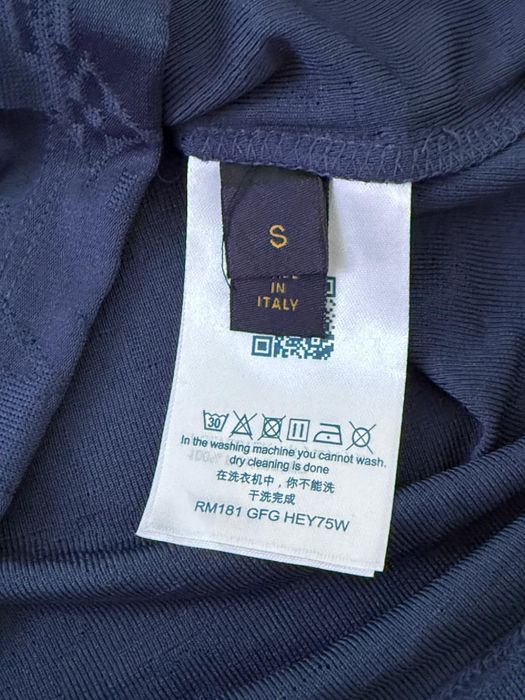 S
IN
ITALY
30
In the washing machine you cannot wash.
dry cleaning is done
在洗衣机中，你不能洗
干洗完成
RM181 GFG HEY75W